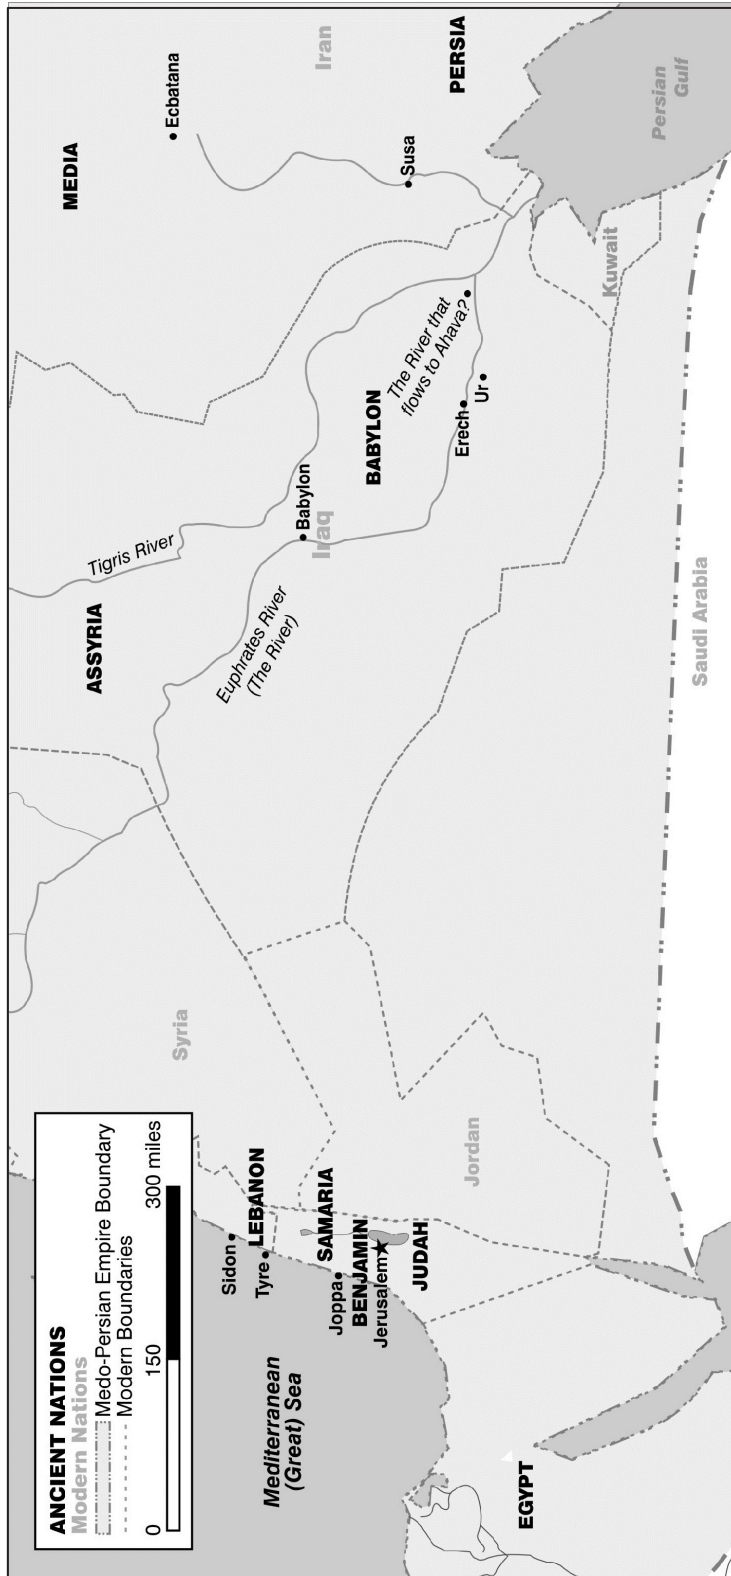 ANCIENT NATIONS
Modern Nations
Medo-Persian Empire Boundary
Modern Boundaries
0
150
300 miles
Mediterranean
(Great) Sea
EGYPT
Sidon
Tyre
LEBANON
Joppa
SAMARIA
BENJAMIN
Jerusalem
JUDAH
Syria
Jordan
ASSYRIA
Tigris River
Euphrates River
(The River)
Babylon
Iraq
BABYLON
The River that
flows to Ahava?
Erech
Ur
Saudi Arabia
MEDIA
Ecbatana
Susa
Iran
PERSIA
Kuwait
Persian
Gulf